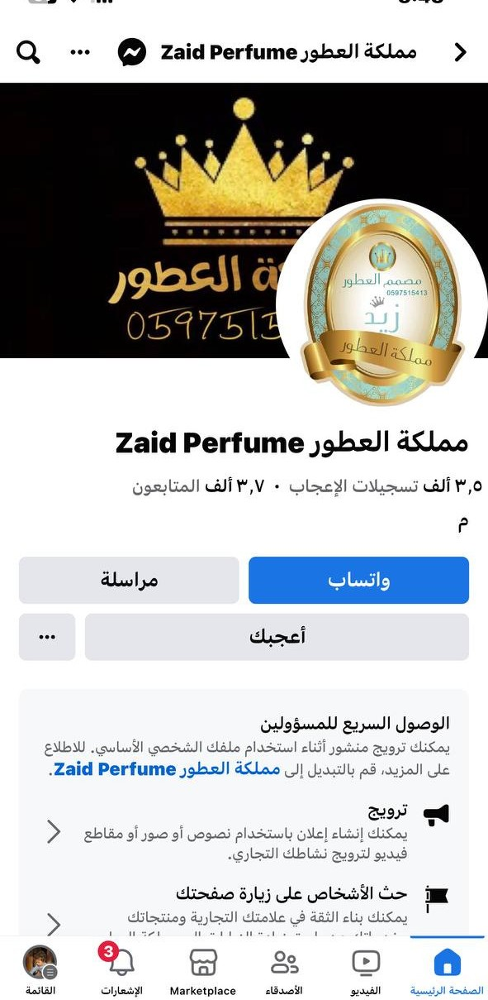 مملكة العطور Zaid Perfume
العطور
مصمم العطور
0597515413
زيد
مملكة العطور
مملكة العطور Zaid Perfume
٣,٥ ألف تسجيلات الإعجاب · ٣,٧ ألف المتابعون
م
واتساب
مراسلة
أعجبك
الوصول السريع للمسؤولين
يمكنك ترويج منشور أثناء استخدام ملفك الشخصي الأساسي. للاطلاع
على المزيد، قم بالتبديل إلى مملكة العطور Zaid Perfume.
ترويج
يمكنك إنشاء إعلان باستخدام نصوص أو صور أو مقاطع
فيديو لترويج نشاطك التجاري.
حث الأشخاص على زيارة صفحتك
يمكنك بناء الثقة في علامتك التجارية ومنتجاتك
3
الصفحة الرئيسية
الفيديو
الأصدقاء
Marketplace
الإشعارات
القائمة